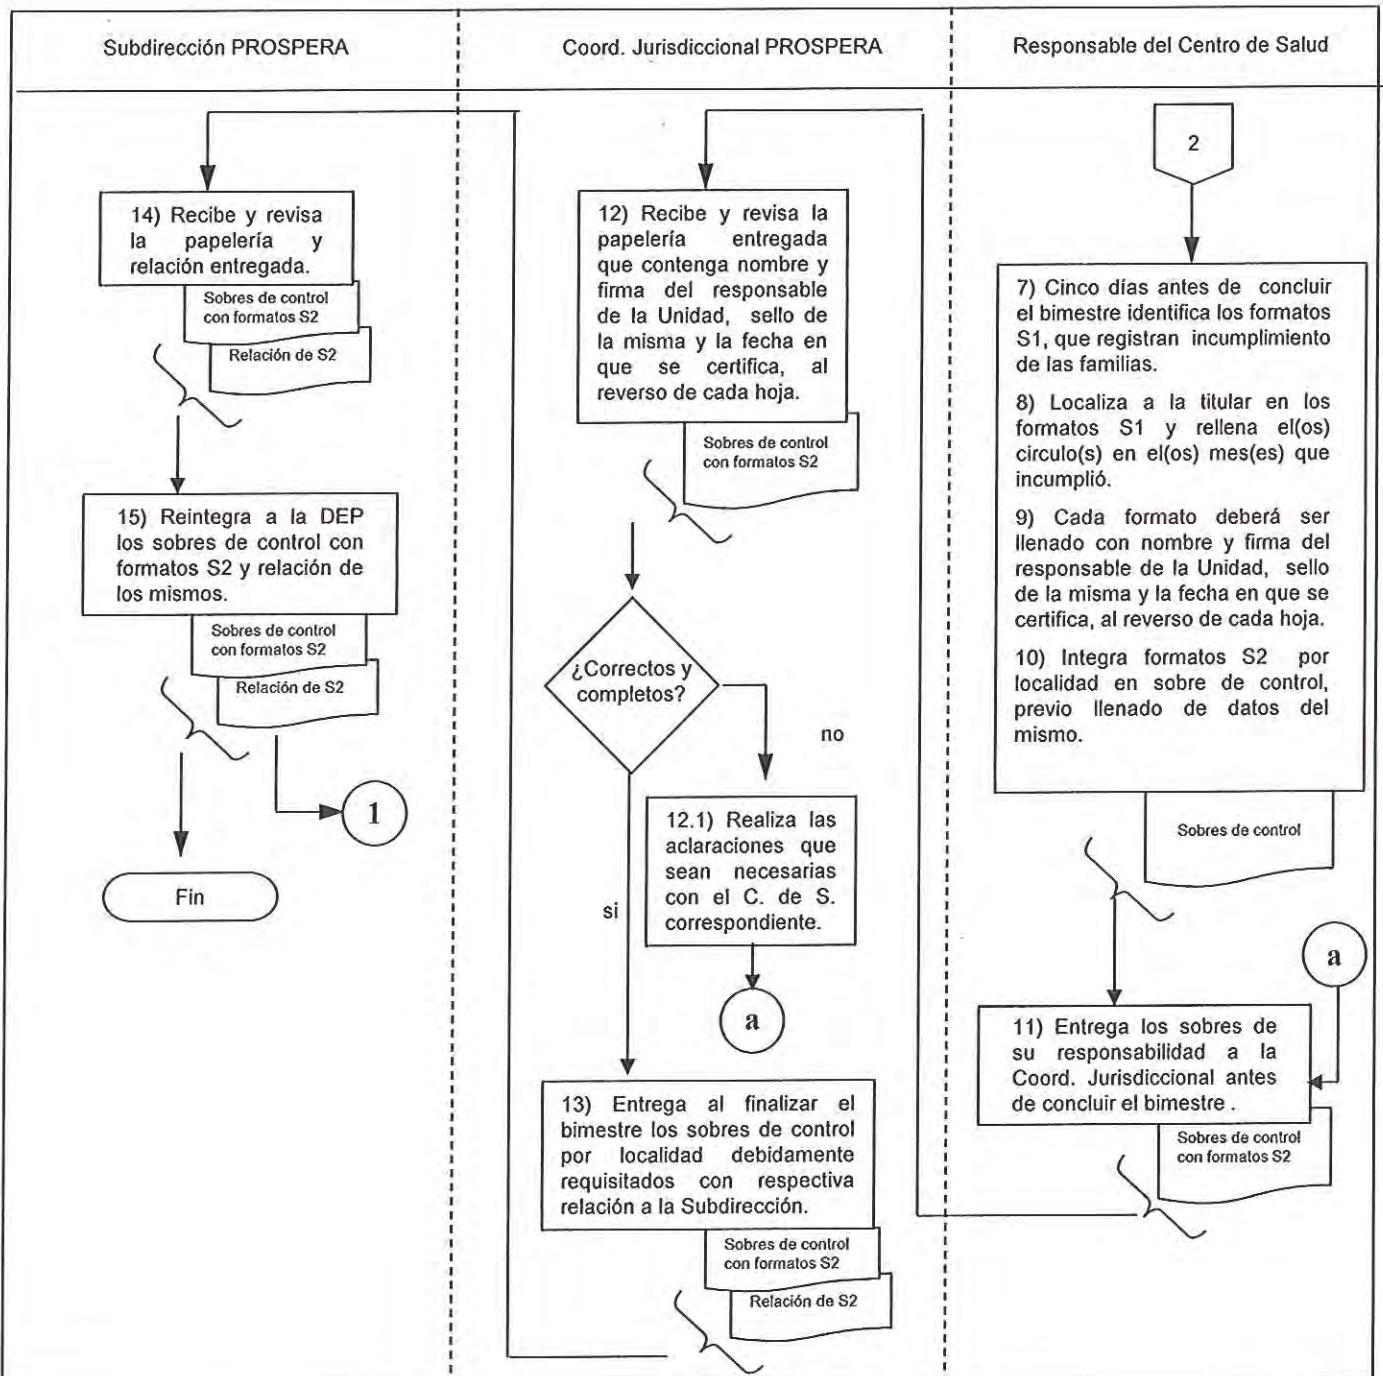 Subdirección PROSPERA
Coord. Jurisdiccional PROSPERA
Responsable del Centro de Salud
14) Recibe y revisa
la papelería y
relación entregada.
Sobres de control
con formatos S2
Relación de S2
15) Reintegra a la DEP
los sobres de control con
formatos S2 y relación de
los mismos.
Sobres de control
con formatos S2
Relación de S2
1
Fin
12) Recibe y revisa la
papelería entregada
que contenga nombre y
firma del responsable
de la Unidad, sello de
la misma y la fecha en
que se certifica, al
reverso de cada hoja.
Sobres de control
con formatos S2
¿Correctos y
completos?
no
si
12.1) Realiza las
aclaraciones que
sean necesarias
con el C. de S.
correspondiente.
a
13) Entrega al finalizar el
bimestre los sobres de control
por localidad debidamente
requisitados con respectiva
relación a la Subdirección.
Sobres de control
con formatos S2
Relación de S2
2
7) Cinco días antes de concluir
el bimestre identifica los formatos
S1, que registran incumplimiento
de las familias.
8) Localiza a la titular en los
formatos S1 y rellena el(os)
circulo(s) en el(os) mes(es) que
incumplió.
9) Cada formato deberá ser
llenado con nombre y firma del
responsable de la Unidad, sello
de la misma y la fecha en que se
certifica, al reverso de cada hoja.
10) Integra formatos S2 por
localidad en sobre de control,
previo llenado de datos del
mismo.
Sobres de control
a
11) Entrega los sobres de
su responsabilidad a la
Coord. Jurisdiccional antes
de concluir el bimestre .
Sobres de control
con formatos S2